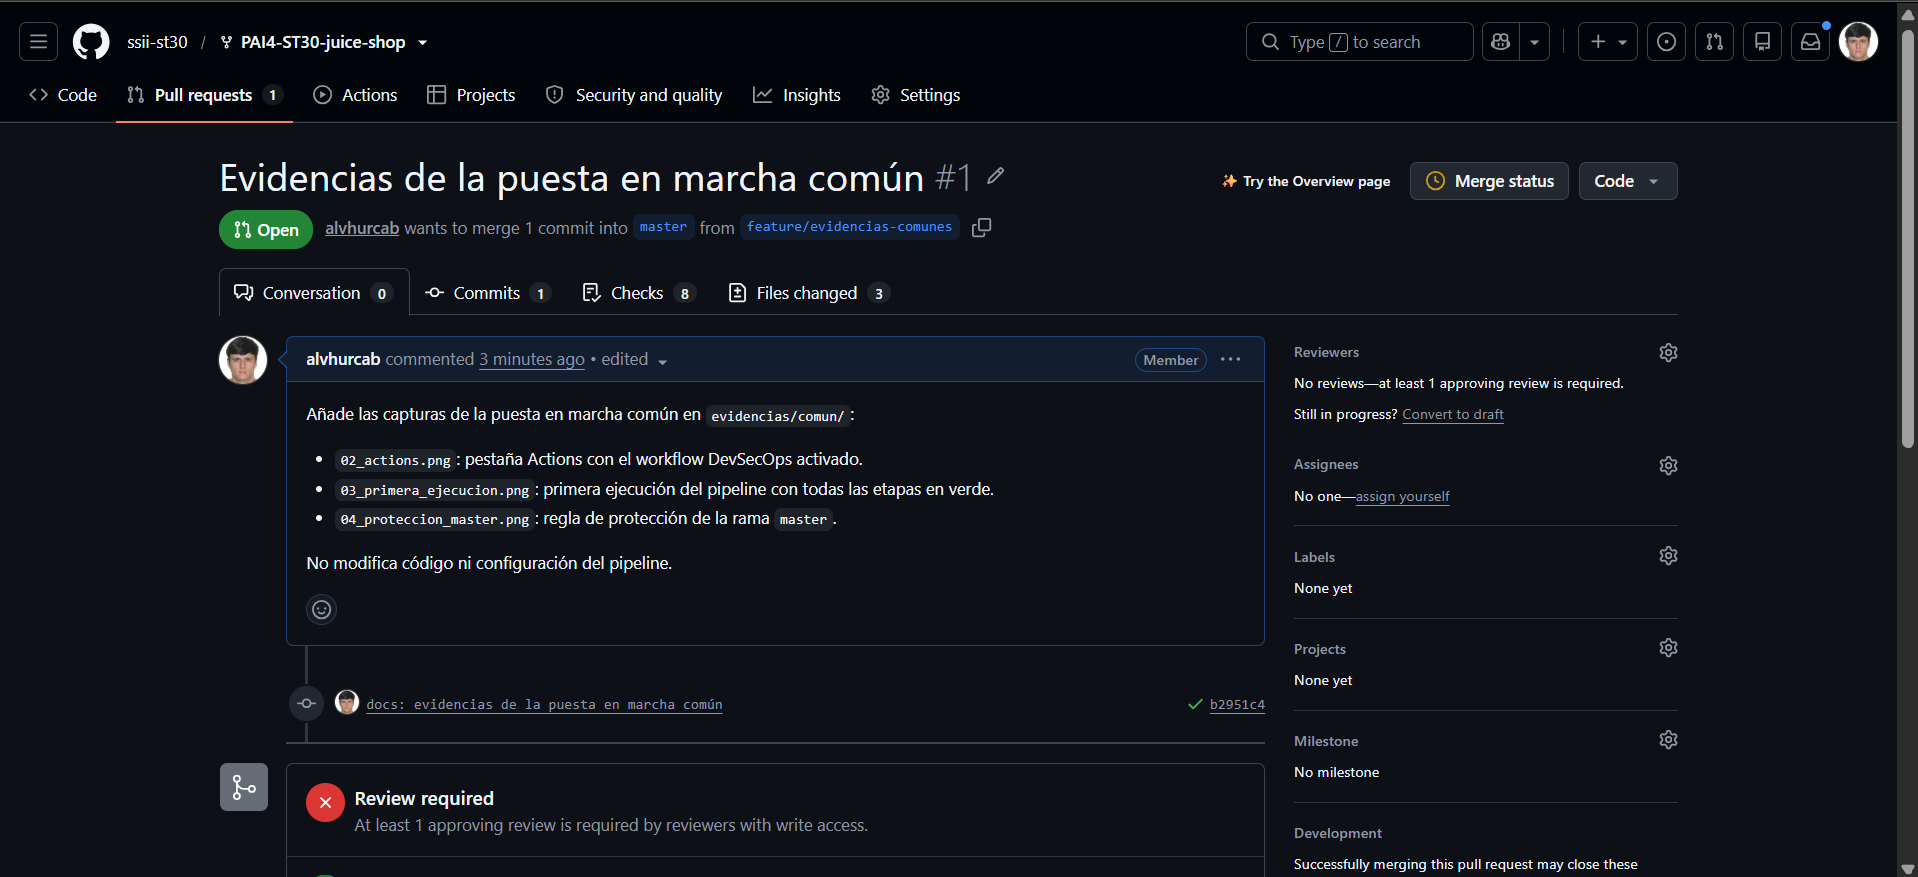 ssii-st30 / PAI4-ST30-juice-shop
Type / to search
Code
Pull requests 1
Actions
Projects
Security and quality
Insights
Settings
Evidencias de la puesta en marcha común #1
Try the Overview page
Merge status
Code
Open
alvhurcab wants to merge 1 commit into master from feature/evidencias-comunes
Conversation 0
Commits 1
Checks 8
Files changed 3
alvhurcab commented 3 minutes ago • edited
Member
Añade las capturas de la puesta en marcha común en evidencias/comun/ :
• 02_actions.png : pestaña Actions con el workflow DevSecOps activado.
• 03_primera_ejecucion.png : primera ejecución del pipeline con todas las etapas en verde.
• 04_proteccion_master.png : regla de protección de la rama master .
No modifica código ni configuración del pipeline.
docs: evidencias de la puesta en marcha común
b2951c4
Review required
At least 1 approving review is required by reviewers with write access.
Reviewers
No reviews—at least 1 approving review is required.
Still in progress? Convert to draft
Assignees
No one—assign yourself
Labels
None yet
Projects
None yet
Milestone
No milestone
Development
Successfully merging this pull request may close these